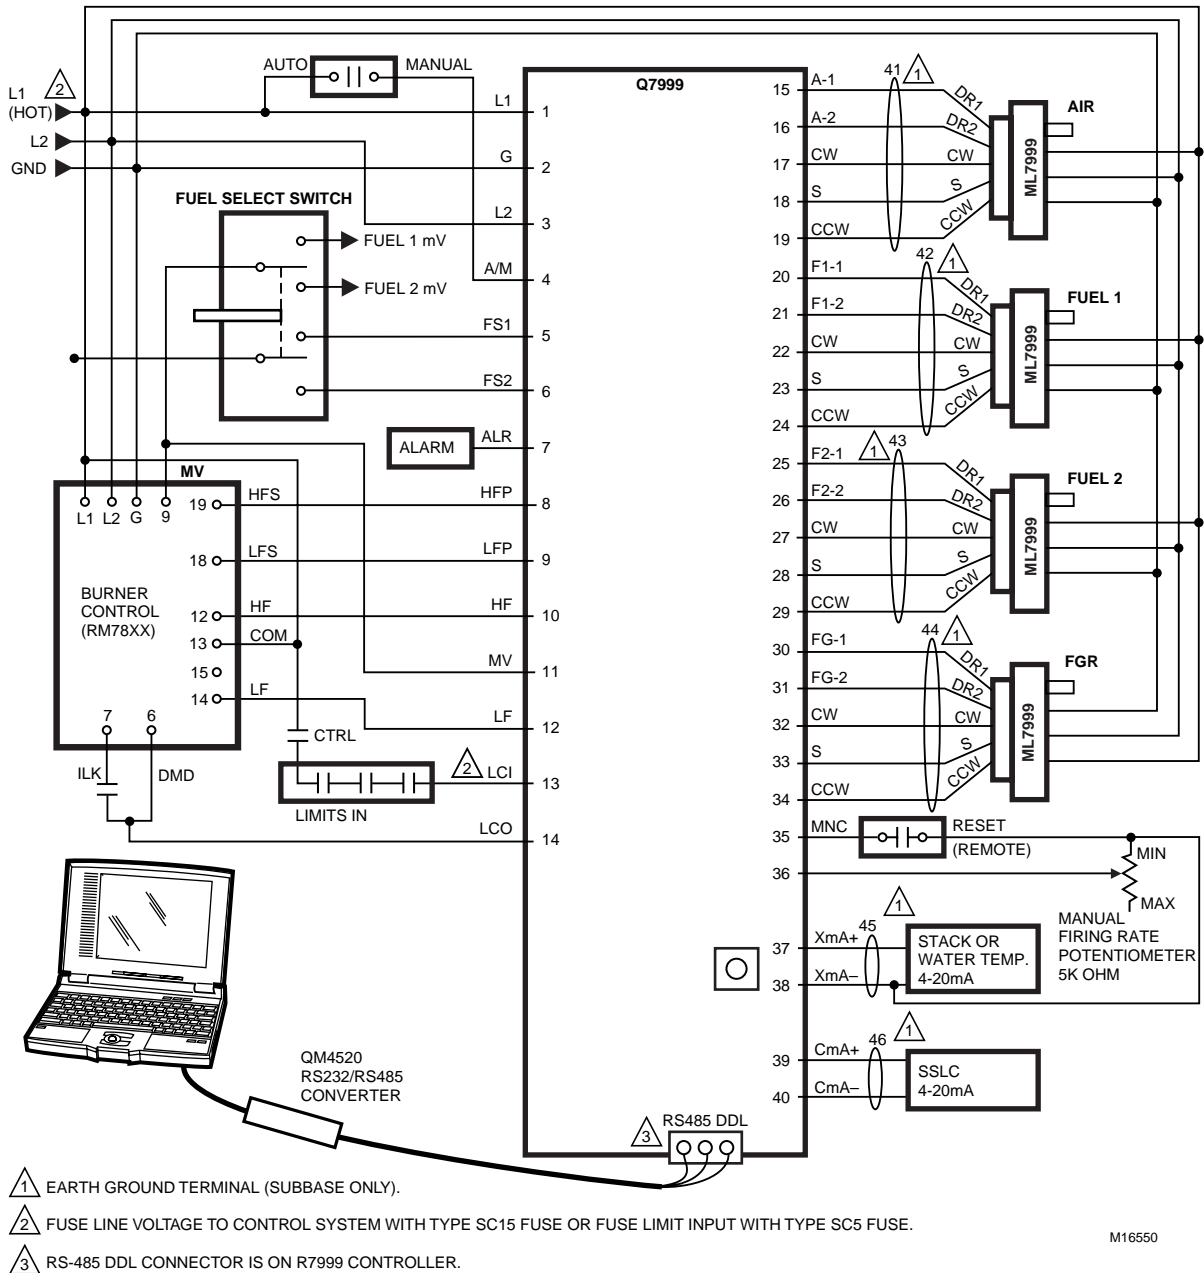 AUTO MANUAL
Q7999
L1
(HOT)
2
L2
GND
L1 1
G 2
L2 3
A/M 4
FS1 5
FS2 6
ALR 7
HFP 8
LFP 9
HF 10
MV 11
LF 12
2 LCI 13
LCO 14
FUEL SELECT SWITCH
FUEL 1 mV
FUEL 2 mV
ALARM
MV
L1 L2 G 9
19 HFS
18 LFS
BURNER
CONTROL
(RM78XX)
12 HF
13 COM
15
14 LF
7 6
ILK DMD
CTRL
LIMITS IN
15 A-1
16 A-2
17 CW
18 S
19 CCW
41 1
DR1
DR2
CW
S
CCW
AIR
ML7999
20 F1-1
21 F1-2
22 CW
23 S
24 CCW
42 1
DR1
DR2
CW
S
CCW
FUEL 1
ML7999
25 F2-1
26 F2-2
27 CW
28 S
29 CCW
1 43
DR1
DR2
CW
S
CCW
FUEL 2
ML7999
30 FG-1
31 FG-2
32 CW
33 S
34 CCW
44 1
DR1
DR2
CW
S
CCW
FGR
ML7999
35 MNC
RESET
(REMOTE)
36
MIN
MAX
MANUAL
FIRING RATE
POTENTIOMETER
5K OHM
37 XmA+
38 XmA–
45 1
STACK OR
WATER TEMP.
4-20mA
39 CmA+
40 CmA–
46 1
SSLC
4-20mA
QM4520
RS232/RS485
CONVERTER
3 RS485 DDL
1 EARTH GROUND TERMINAL (SUBBASE ONLY).
2 FUSE LINE VOLTAGE TO CONTROL SYSTEM WITH TYPE SC15 FUSE OR FUSE LIMIT INPUT WITH TYPE SC5 FUSE.
3 RS-485 DDL CONNECTOR IS ON R7999 CONTROLLER.
M16550